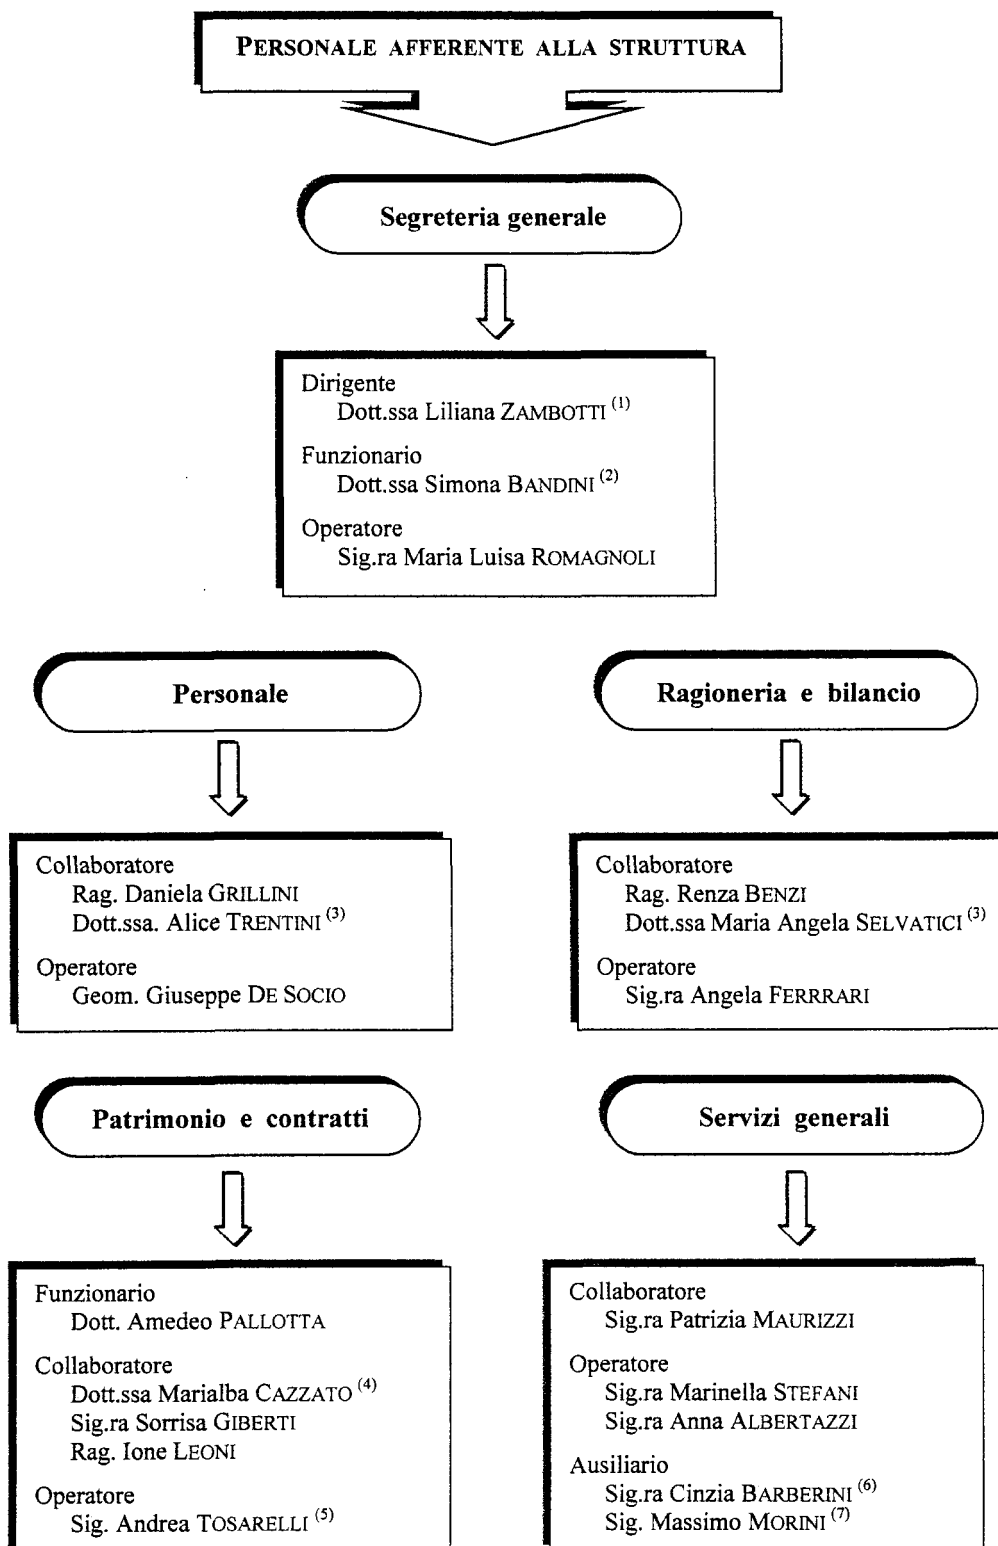 PERSONALE AFFERENTE ALLA STRUTTURA
Segreteria generale
Dirigente
Dott.ssa Liliana ZAMBOTTI (1)
Funzionario
Dott.ssa Simona BANDINI (2)
Operatore
Sig.ra Maria Luisa ROMAGNOLI
Personale
Collaboratore
Rag. Daniela GRILLINI
Dott.ssa. Alice TRENTINI (3)
Operatore
Geom. Giuseppe DE SOCIO
Ragioneria e bilancio
Collaboratore
Rag. Renza BENZI
Dott.ssa Maria Angela SELVATICI (3)
Operatore
Sig.ra Angela FERRRARI
Patrimonio e contratti
Funzionario
Dott. Amedeo PALLOTTA
Collaboratore
Dott.ssa Marialba CAZZATO (4)
Sig.ra Sorrisa GIBERTI
Rag. Ione LEONI
Operatore
Sig. Andrea TOSARELLI (5)
Servizi generali
Collaboratore
Sig.ra Patrizia MAURIZZI
Operatore
Sig.ra Marinella STEFANI
Sig.ra Anna ALBERTAZZI
Ausiliario
Sig.ra Cinzia BARBERINI (6)
Sig. Massimo MORINI (7)